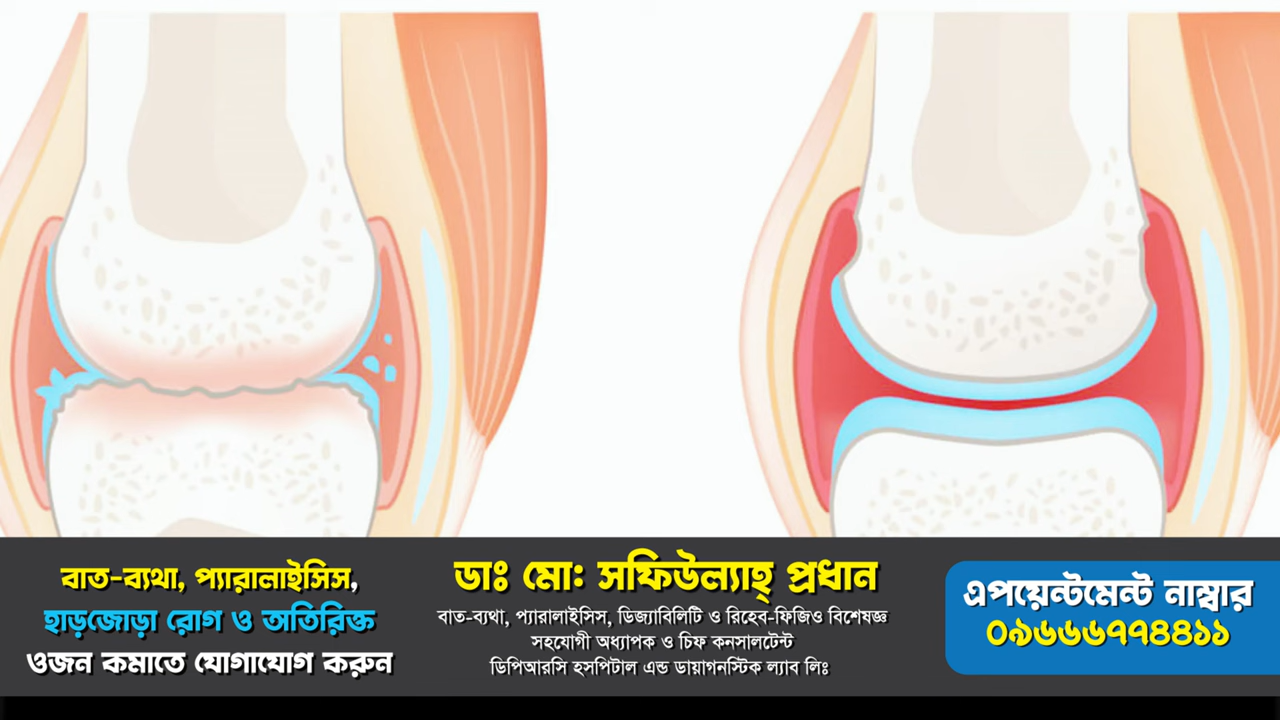 বাত-ব্যথা, প্যারালাইসিস,
হাড়জোড়া রোগ ও অতিরিক্ত
ওজন কমাতে যোগাযোগ করুন
ডাঃ মো: সফিউল্যাহ্ প্রধান
বাত-ব্যথা, প্যারালাইসিস, ডিজ্যাবিলিটি ও রিহেব-ফিজিও বিশেষজ্ঞ
সহযোগী অধ্যাপক ও চিফ কনসালটেন্ট
ডিপিআরসি হসপিটাল এন্ড ডায়াগনস্টিক ল্যাব লিঃ
এপয়েন্টমেন্ট নাম্বার
০৯৬৬৬৭৭৪৪১১